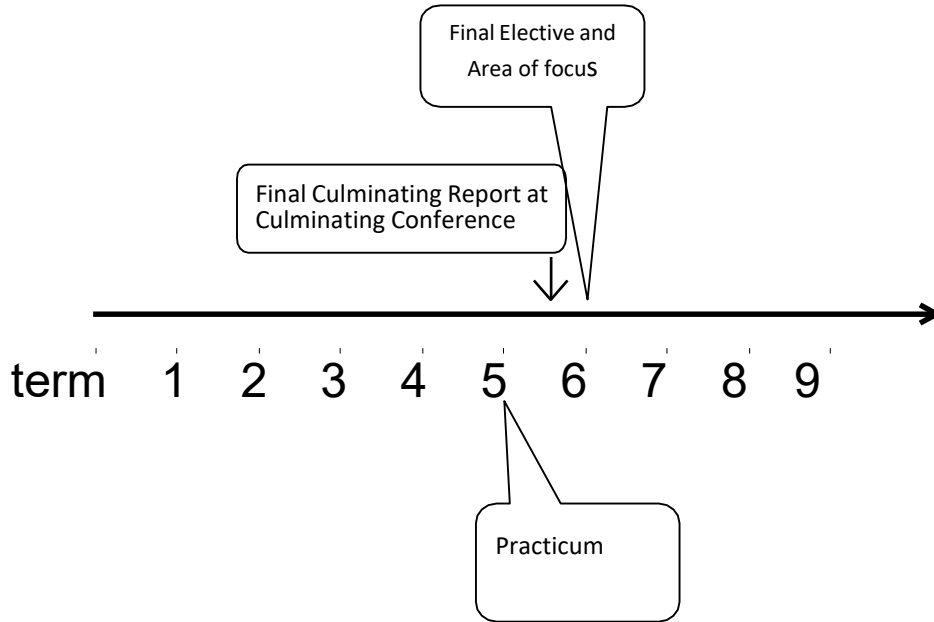 Final Elective and
Area of focus
Final Culminating Report at
Culminating Conference
term 1 2 3 4 5 6 7 8 9
Practicum